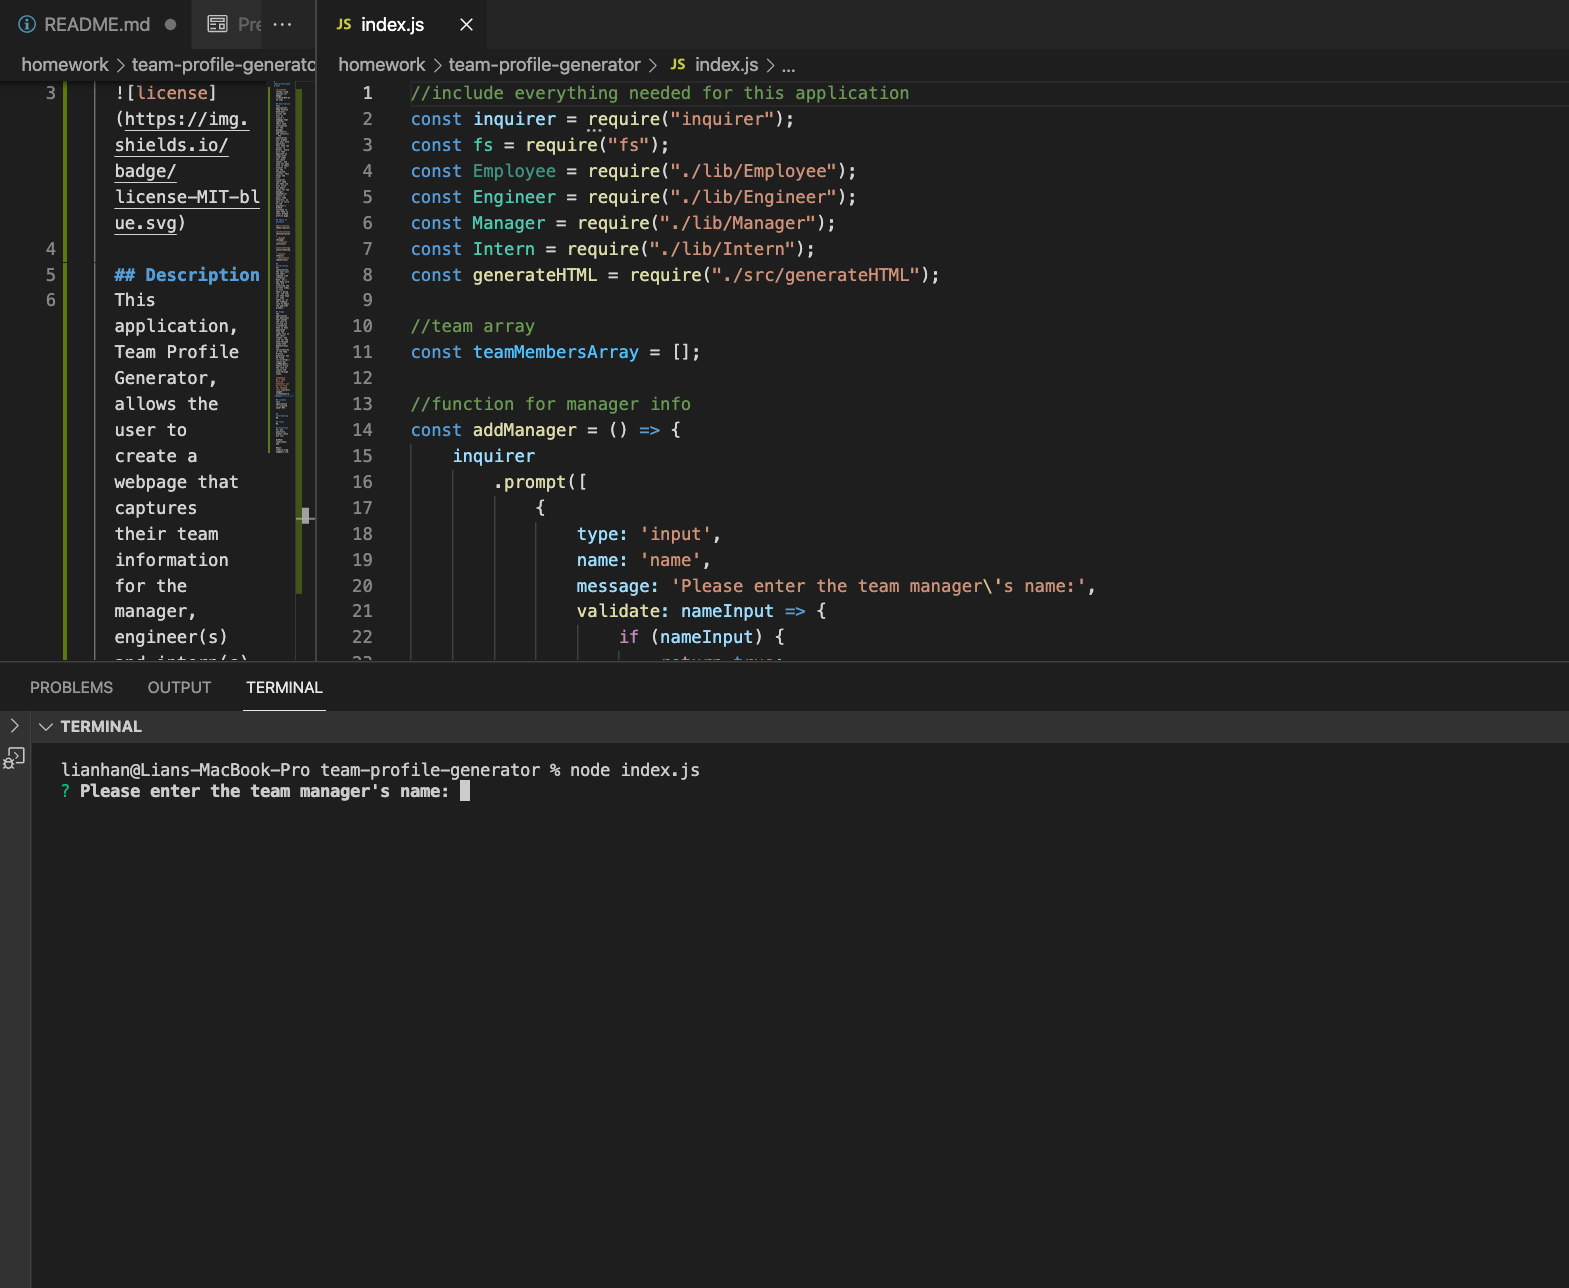 README.md
Pre ...
JS index.js
homework > team-profile-generato
homework > team-profile-generator > JS index.js > ...
3 ![license]
(https://img.
shields.io/
badge/
license-MIT-bl
ue.svg)
4
5 ## Description
6 This
application,
Team Profile
Generator,
allows the
user to
create a
webpage that
captures
their team
information
for the
manager,
engineer(s)
and intern(s)
1 //include everything needed for this application
2 const inquirer = require("inquirer");
3 const fs = require("fs");
4 const Employee = require("./lib/Employee");
5 const Engineer = require("./lib/Engineer");
6 const Manager = require("./lib/Manager");
7 const Intern = require("./lib/Intern");
8 const generateHTML = require("./src/generateHTML");
9
10 //team array
11 const teamMembersArray = [];
12
13 //function for manager info
14 const addManager = () => {
15 inquirer
16 .prompt([
17 {
18 type: 'input',
19 name: 'name',
20 message: 'Please enter the team manager\'s name:',
21 validate: nameInput => {
22 if (nameInput) {
23 return true;
PROBLEMS OUTPUT TERMINAL
TERMINAL
lianhan@Lians-MacBook-Pro team-profile-generator % node index.js
? Please enter the team manager's name: